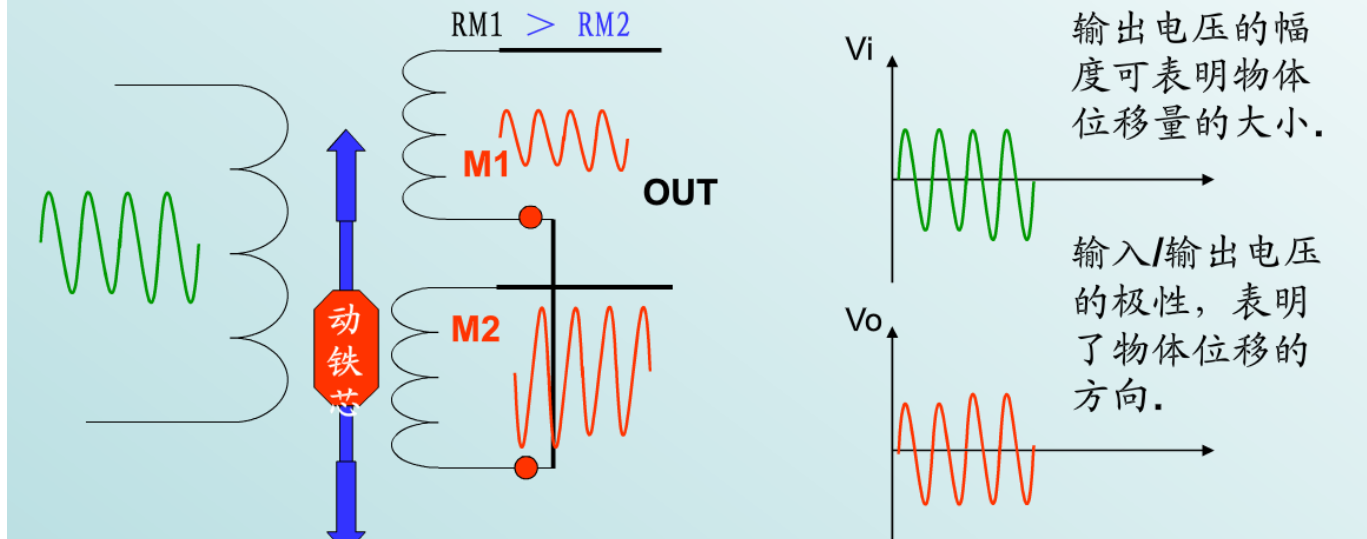 RM1 > RM2
M1
OUT
M2
动
铁
芯
Vi
输出电压的幅
度可表明物体
位移量的大小.
Vo
输入/输出电压
的极性，表明
了物体位移的
方向.